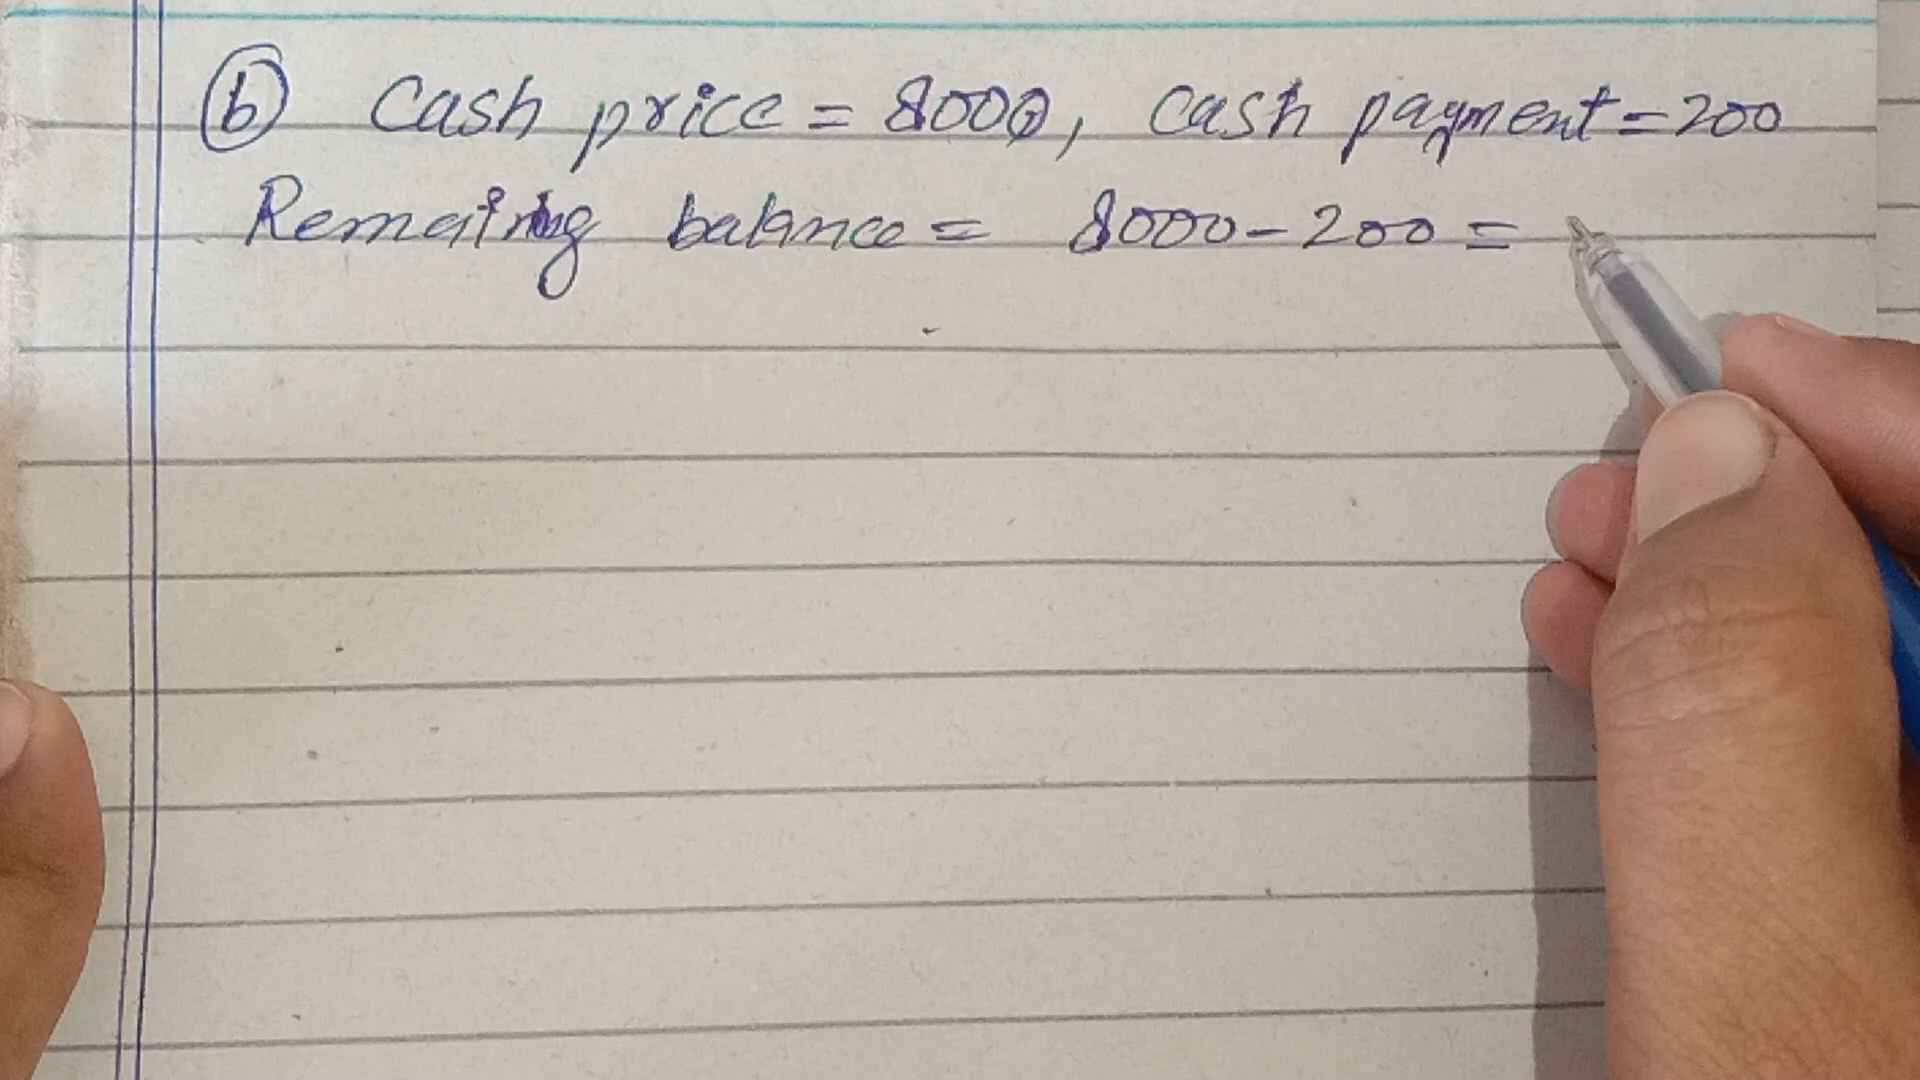 (b) Cash price = 8000, Cash payment = 200
Remaining balance = 8000 - 200 =